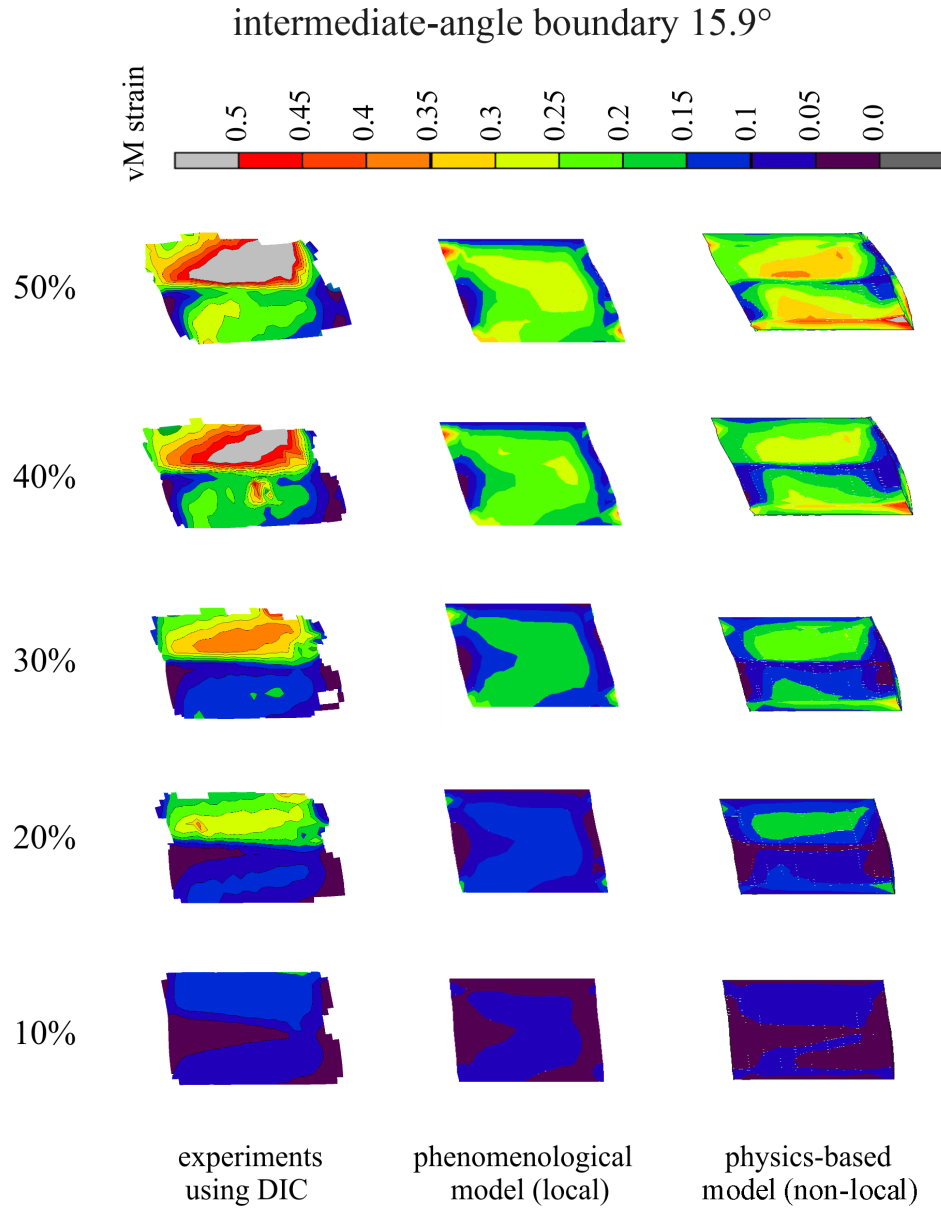 intermediate-angle boundary 15.9°
vM strain
0.5
0.45
0.4
0.35
0.3
0.25
0.2
0.15
0.1
0.05
0.0
50%
40%
30%
20%
10%
experiments
using DIC
phenomenological
model (local)
physics-based
model (non-local)